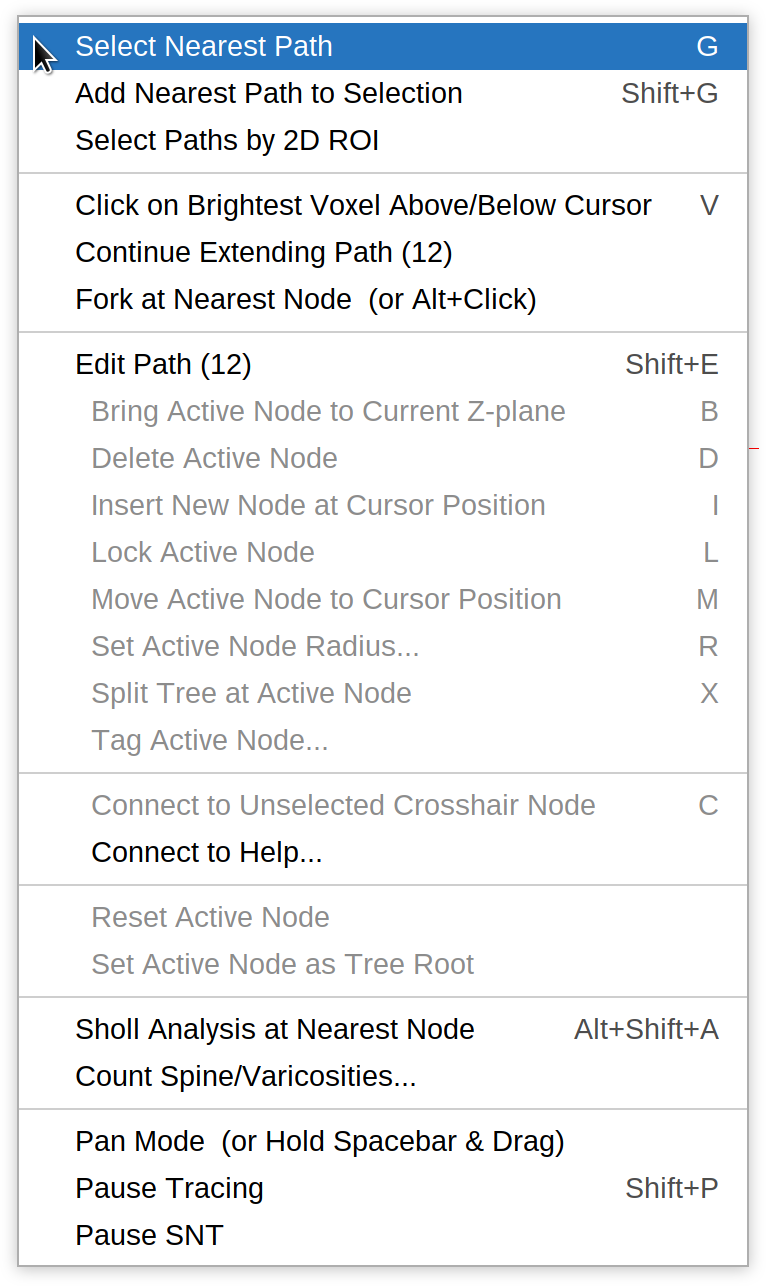 Select Nearest Path G
Add Nearest Path to Selection Shift+G
Select Paths by 2D ROI
Click on Brightest Voxel Above/Below Cursor V
Continue Extending Path (12)
Fork at Nearest Node  (or Alt+Click)
Edit Path (12) Shift+E
Bring Active Node to Current Z-plane B
Delete Active Node D
Insert New Node at Cursor Position I
Lock Active Node L
Move Active Node to Cursor Position M
Set Active Node Radius... R
Split Tree at Active Node X
Tag Active Node...
Connect to Unselected Crosshair Node C
Connect to Help...
Reset Active Node
Set Active Node as Tree Root
Sholl Analysis at Nearest Node Alt+Shift+A
Count Spine/Varicosities...
Pan Mode  (or Hold Spacebar & Drag)
Pause Tracing Shift+P
Pause SNT